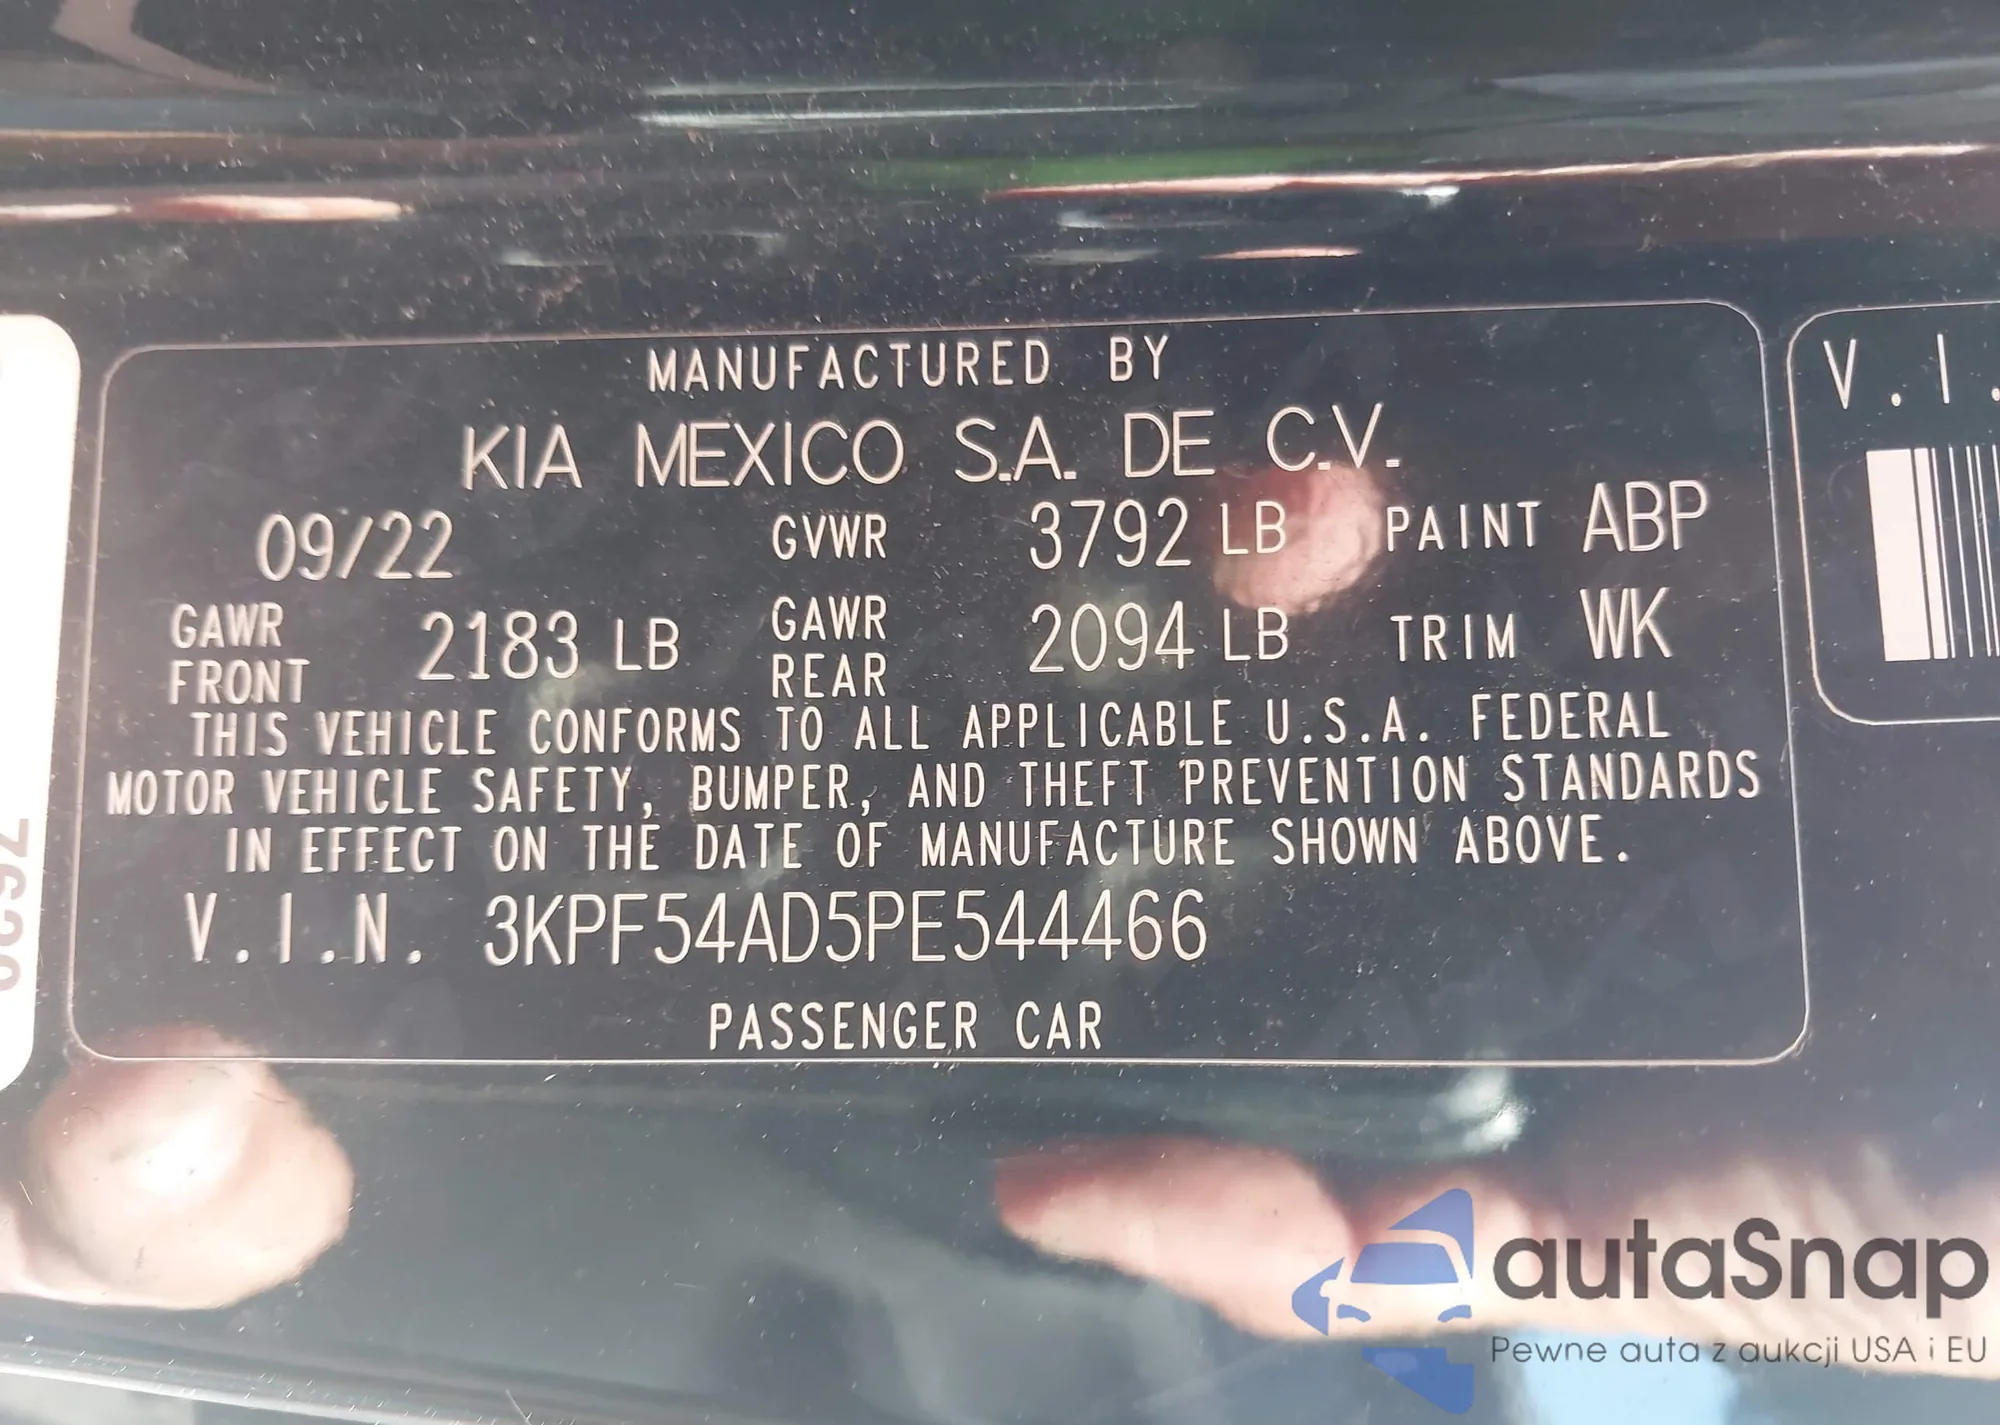 MANUFACTURED BY
KIA MEXICO S.A. DE C.V.
09/22 GVWR 3792 LB PAINT ABP
GAWR FRONT 2183 LB GAWR REAR 2094 LB TRIM WK
THIS VEHICLE CONFORMS TO ALL APPLICABLE U.S.A. FEDERAL
MOTOR VEHICLE SAFETY, BUMPER, AND THEFT PREVENTION STANDARDS
IN EFFECT ON THE DATE OF MANUFACTURE SHOWN ABOVE.
V.I.N. 3KPF54AD5PE544466
PASSENGER CAR
V.I.
autaSnap
Pewne auta z aukcji USA i EU